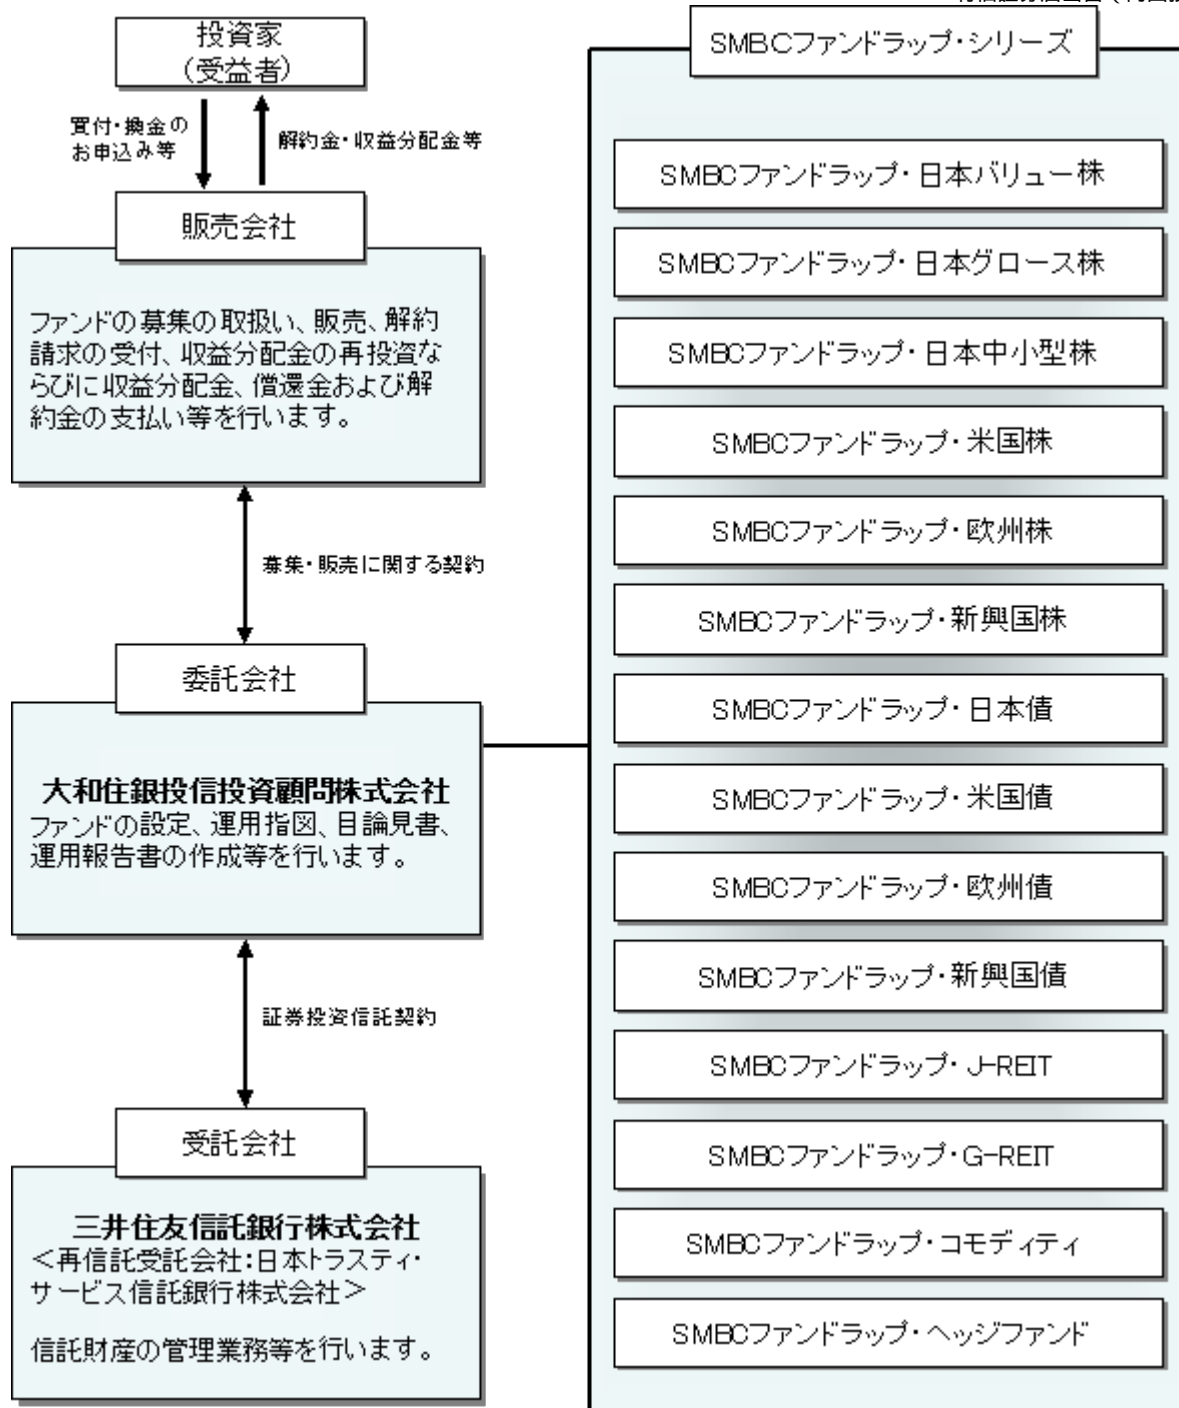 投資家
(受益者)
買付・換金の
お申込み等
解約金・収益分配金等
販売会社
ファンドの募集の取扱い、販売、解約
請求の受付、収益分配金の再投資な
らびに収益分配金、償還金および解
約金の支払い等を行います。
募集・販売に関する契約
委託会社
大和住銀投信投資顧問株式会社
ファンドの設定、運用指図、目論見書、
運用報告書の作成等を行います。
証券投資信託契約
受託会社
三井住友信託銀行株式会社
<再信託受託会社:日本トラスティ・
サービス信託銀行株式会社>
信託財産の管理業務等を行います。
SMBCファンドラップ・シリーズ
SMBCファンドラップ・日本バリュー株
SMBCファンドラップ・日本グロース株
SMBCファンドラップ・日本中小型株
SMBCファンドラップ・米国株
SMBCファンドラップ・欧州株
SMBCファンドラップ・新興国株
SMBCファンドラップ・日本債
SMBCファンドラップ・米国債
SMBCファンドラップ・欧州債
SMBCファンドラップ・新興国債
SMBCファンドラップ・J-REIT
SMBCファンドラップ・G-REIT
SMBCファンドラップ・コモディティ
SMBCファンドラップ・ヘッジファンド